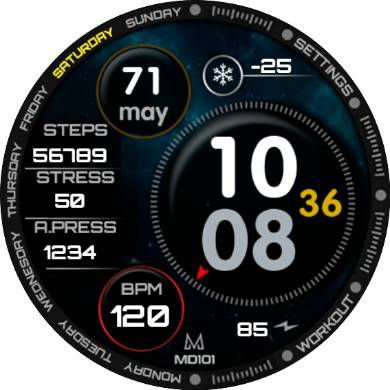 SUNDAY
SATURDAY
FRIDAY
THURSDAY
WEDNESDAY
TUESDAY
MONDAY
SETTINGS
WORKOUT
71
may
-25
STEPS
56789
STRESS
50
A.PRESS
1234
10
08
36
BPM
120
85
MD101